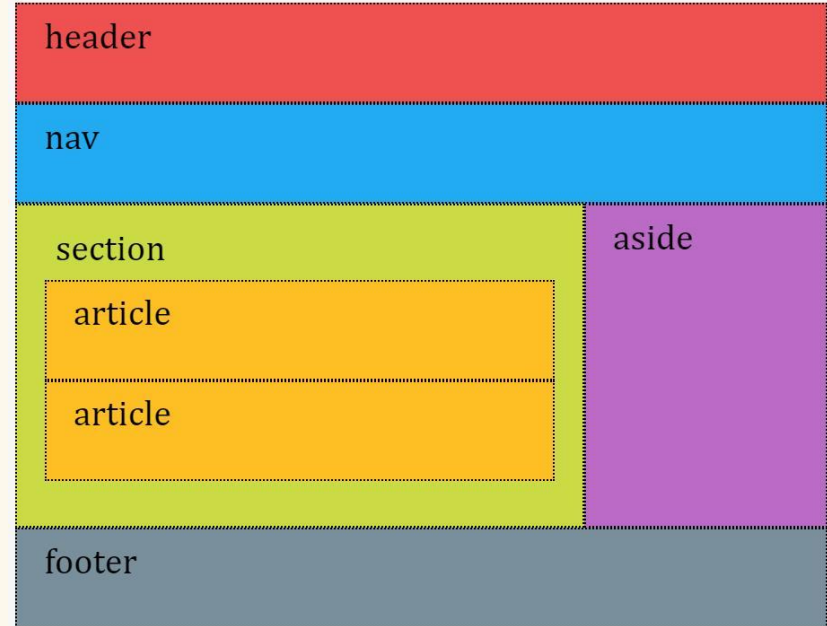 header
nav
section
aside
article
article
footer